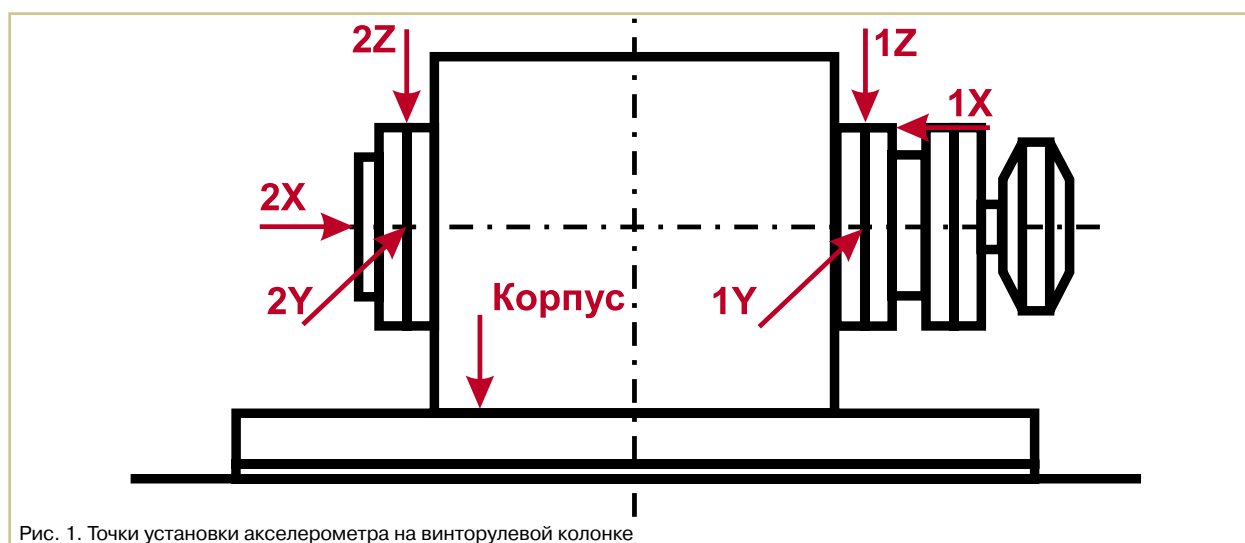 2Z
1Z
1X
2X
2Y
Корпус
1Y
Рис. 1. Точки установки акселерометра на винторулевой колонке